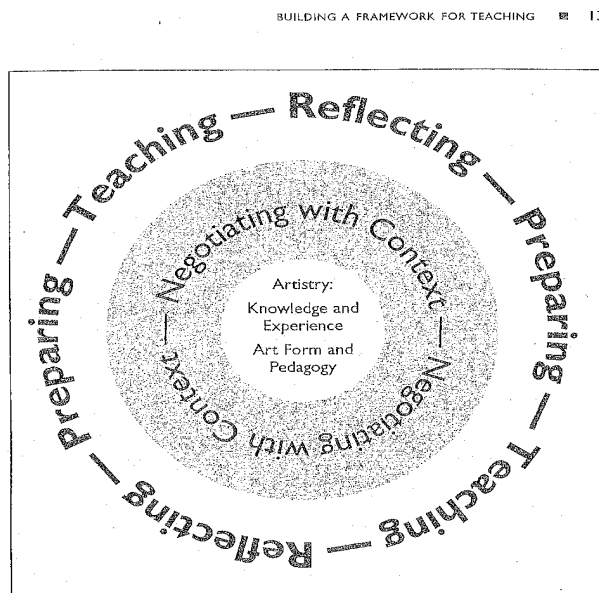 BUILDING A FRAMEWORK FOR TEACHING
Reflecting — Preparing — Teaching — Reflecting — Preparing — Teaching —
Negotiating with Context — Negotiating with Context —
Artistry:
Knowledge and
Experience
Art Form and
Pedagogy